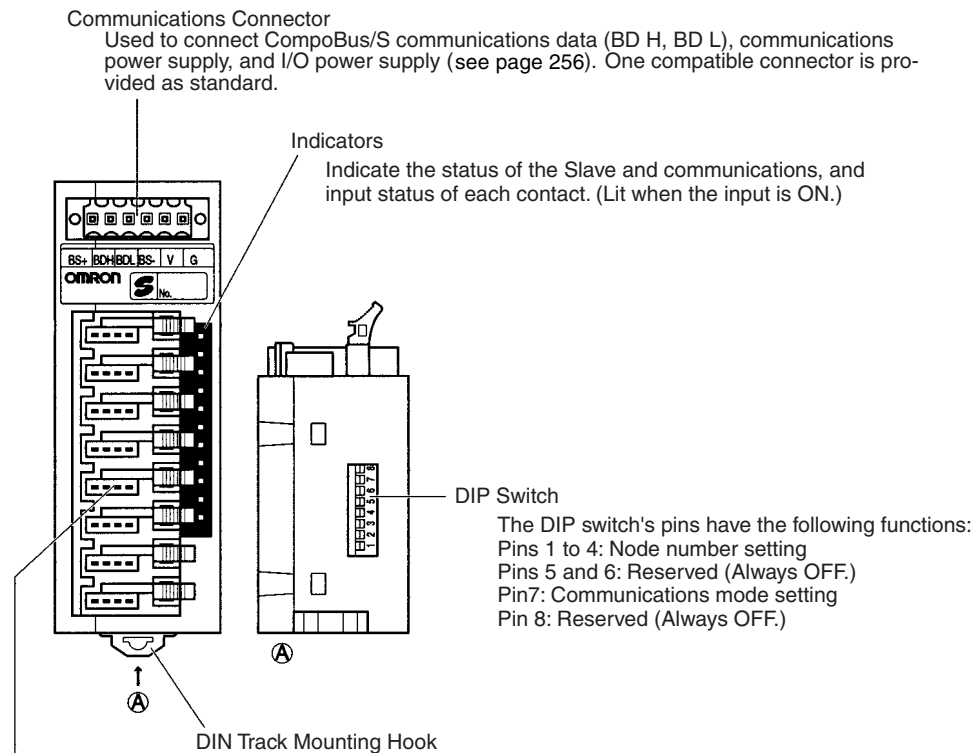 Communications Connector
Used to connect CompoBus/S communications data (BD H, BD L), communications
power supply, and I/O power supply (see page 256). One compatible connector is pro-
vided as standard.
Indicators
Indicate the status of the Slave and communications, and
input status of each contact. (Lit when the input is ON.)
BS+ BDH BDL BS- V G
OMRON S No.
1 2 3 4 5 6 7 8
DIP Switch
The DIP switch's pins have the following functions:
Pins 1 to 4: Node number setting
Pins 5 and 6: Reserved (Always OFF.)
Pin7: Communications mode setting
Pin 8: Reserved (Always OFF.)
A
A
DIN Track Mounting Hook